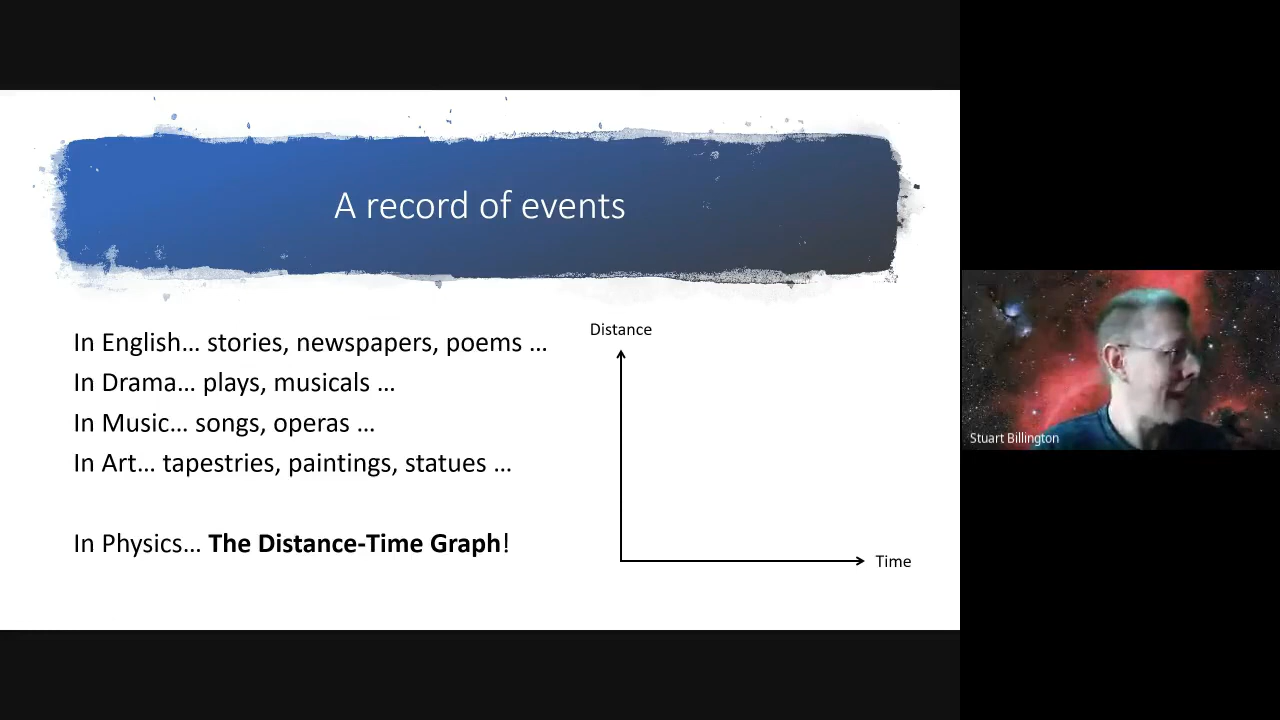 A record of events
In English… stories, newspapers, poems …
In Drama… plays, musicals …
In Music… songs, operas …
In Art… tapestries, paintings, statues …
In Physics… The Distance-Time Graph!
Distance
Time
Stuart Billington